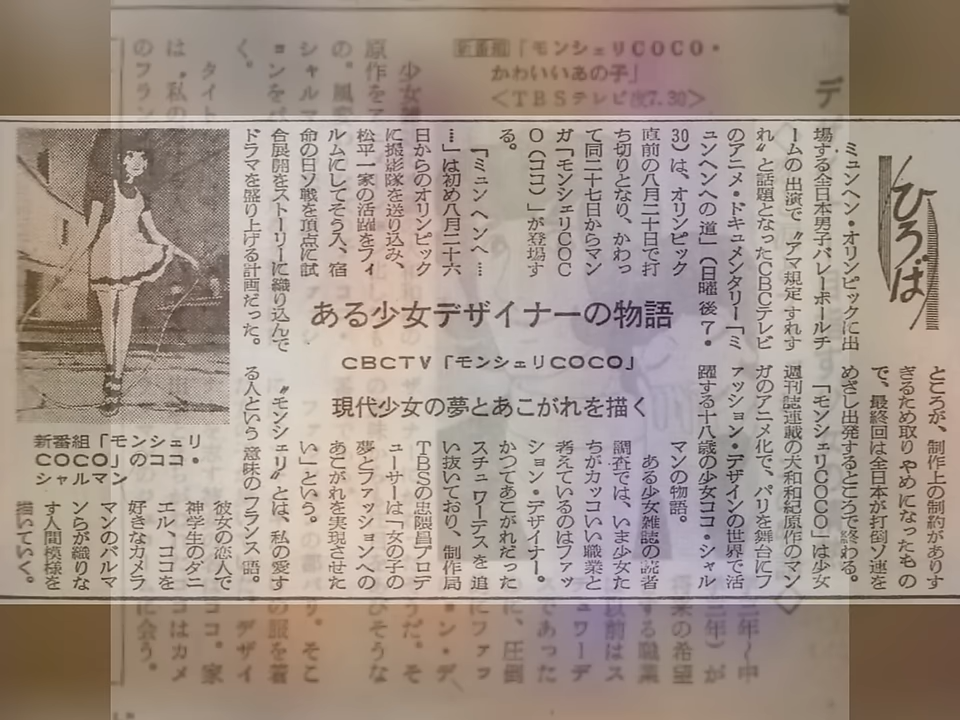 ひろば
ある少女デザイナーの物語
CBCTV「モンシェリCOCO」
現代少女の夢とあこがれを描く
ミュンヘン・オリンピックに出
場する全日本男子バレーボールチ
ームの出演で〝アマ規定すれす
れ〟と話題となったCBCテレビ
のアニメ・ドキュメンタリー「ミ
ュンヘンへの道」(日曜後7・
30)は、オリンピック
直前の八月二十日で打
ち切りとなり、かわっ
て同二十七日からマン
ガ「モンシェリCOC
O(ココ)」が登場す
る。
「ミュンヘンへ…
…」は初め八月二十六
日からのオリンピック
に撮影隊を送り込み、
松平一家の活躍をフィ
ルムにしてそう入、宿
命の日ソ戦を頂点に試
合展開をストーリーに織り込んで
ドラマを盛り上げる計画だった。
ところが、制作上の制約がありす
ぎるため取りやめになったもの
で、最終回は全日本が打倒ソ連を
めざし出発するところで終わる。
「モンシェリCOCO」は少女
週刊誌連載の大和和紀原作のマン
ガのアニメ化で、パリを舞台にフ
ァッション・デザインの世界で活
躍する十八歳の少女ココ・シャル
マンの物語。
ある少女雑誌の読者
調査では、いま少女た
ちがカッコいい職業と
考えているのはファッ
ション・デザイナー。
かつてあこがれだった
スチュワーデスを追
い抜いており、制作局
TBSの忠隈昌プロデ
ューサーは「女の子の
夢とファッションへの
あこがれを実現させた
い」という。
〝モンシェリ〟とは、私の愛す
る人という意味のフランス語。
彼女の恋人で
神学生のダニ
エル、ココを
好きなカメラ
マンのバルマ
ンらが織りな
す人間模様を
描いていく。
新番組「モンシェリ
COCO」のココ・
シャルマン
新番組「モンシェリCOCO・
かわいいあの子」
<TBSテレビ夜7.30>